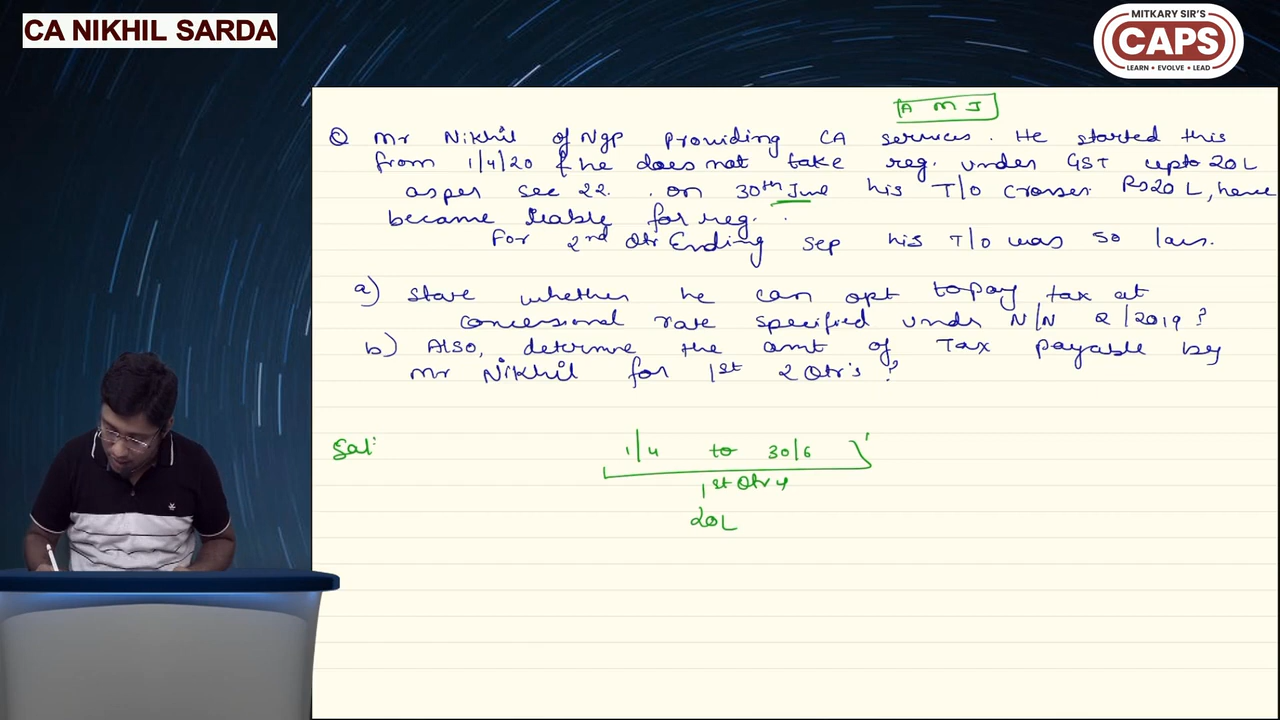 CA NIKHIL SARDA
MITKARY SIR'S
CAPS
LEARN • EVOLVE • LEAD
A M J
Q Mr Nikhil of Ngp Providing CA services. He started this
from 1/4/20 & he does not take reg. under GST upto 20L
as per sec 22. . on 30th June his T/O crosses Rs 20 L, hence
became liable for reg. .
For 2nd Qtr Ending Sep his T/O was 50 lacs.
a) State whether he can opt to pay tax at
concessional rate specified under N/N 2/2019 ?
b) Also, determine the amt of Tax payable by
Mr Nikhil for 1st 2 Qtr's ?
Sol:
1/4 to 30/6
1st Qtr
20L